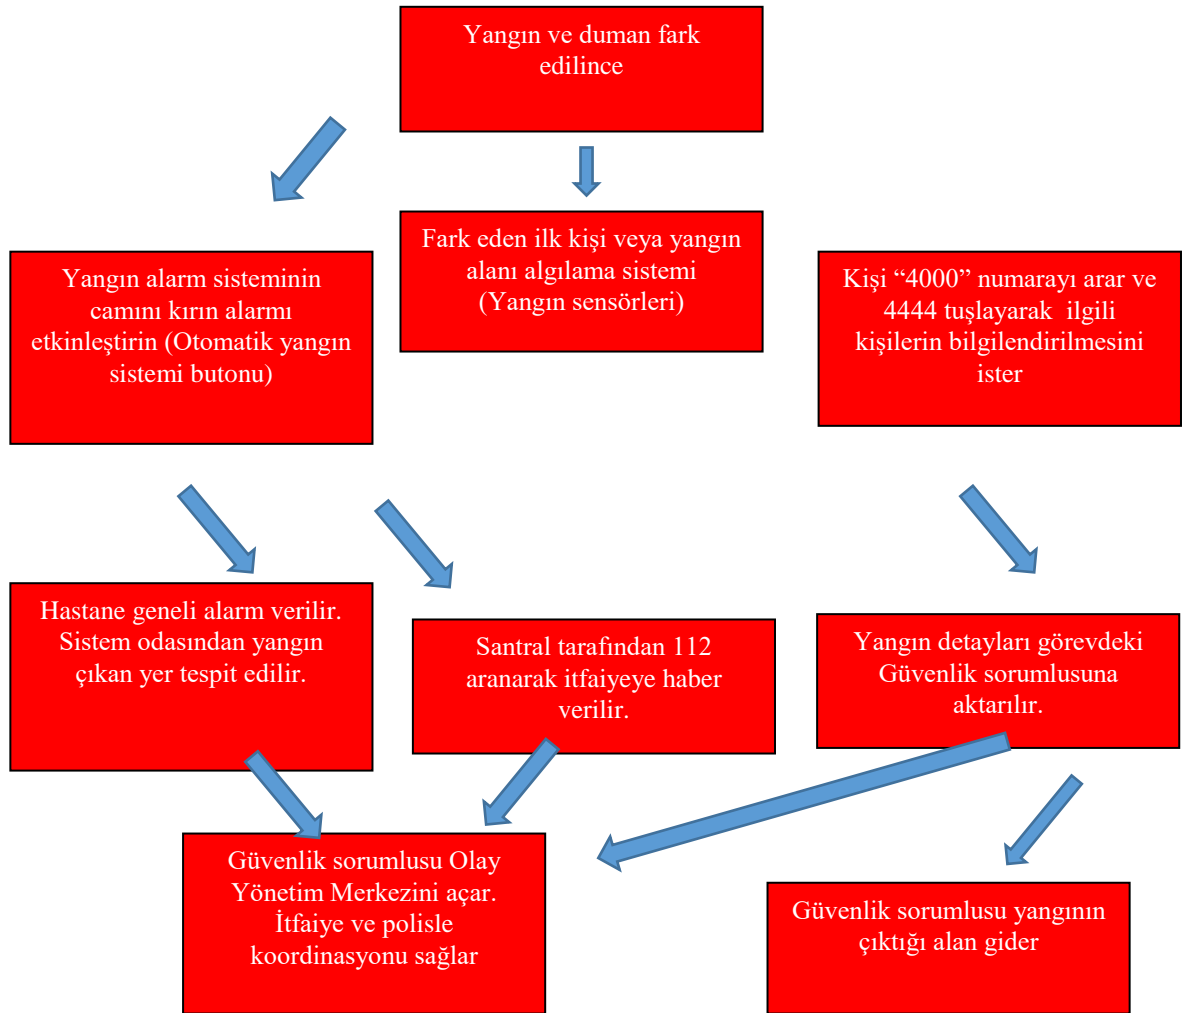 Yangın ve duman fark
edilince
Fark eden ilk kişi veya yangın
alanı algılama sistemi
(Yangın sensörleri)
Yangın alarm sisteminin
camını kırın alarmı
etkinleştirin (Otomatik yangın
sistemi butonu)
Kişi “4000” numarayı arar ve
4444 tuşlayarak  ilgili
kişilerin bilgilendirilmesini
ister
Hastane geneli alarm verilir.
Sistem odasından yangın
çıkan yer tespit edilir.
Santral tarafından 112
aranarak itfaiyeye haber
verilir.
Yangın detayları görevdeki
Güvenlik sorumlusuna
aktarılır.
Güvenlik sorumlusu Olay
Yönetim Merkezini açar.
İtfaiye ve polisle
koordinasyonu sağlar
Güvenlik sorumlusu yangının
çıktığı alan gider